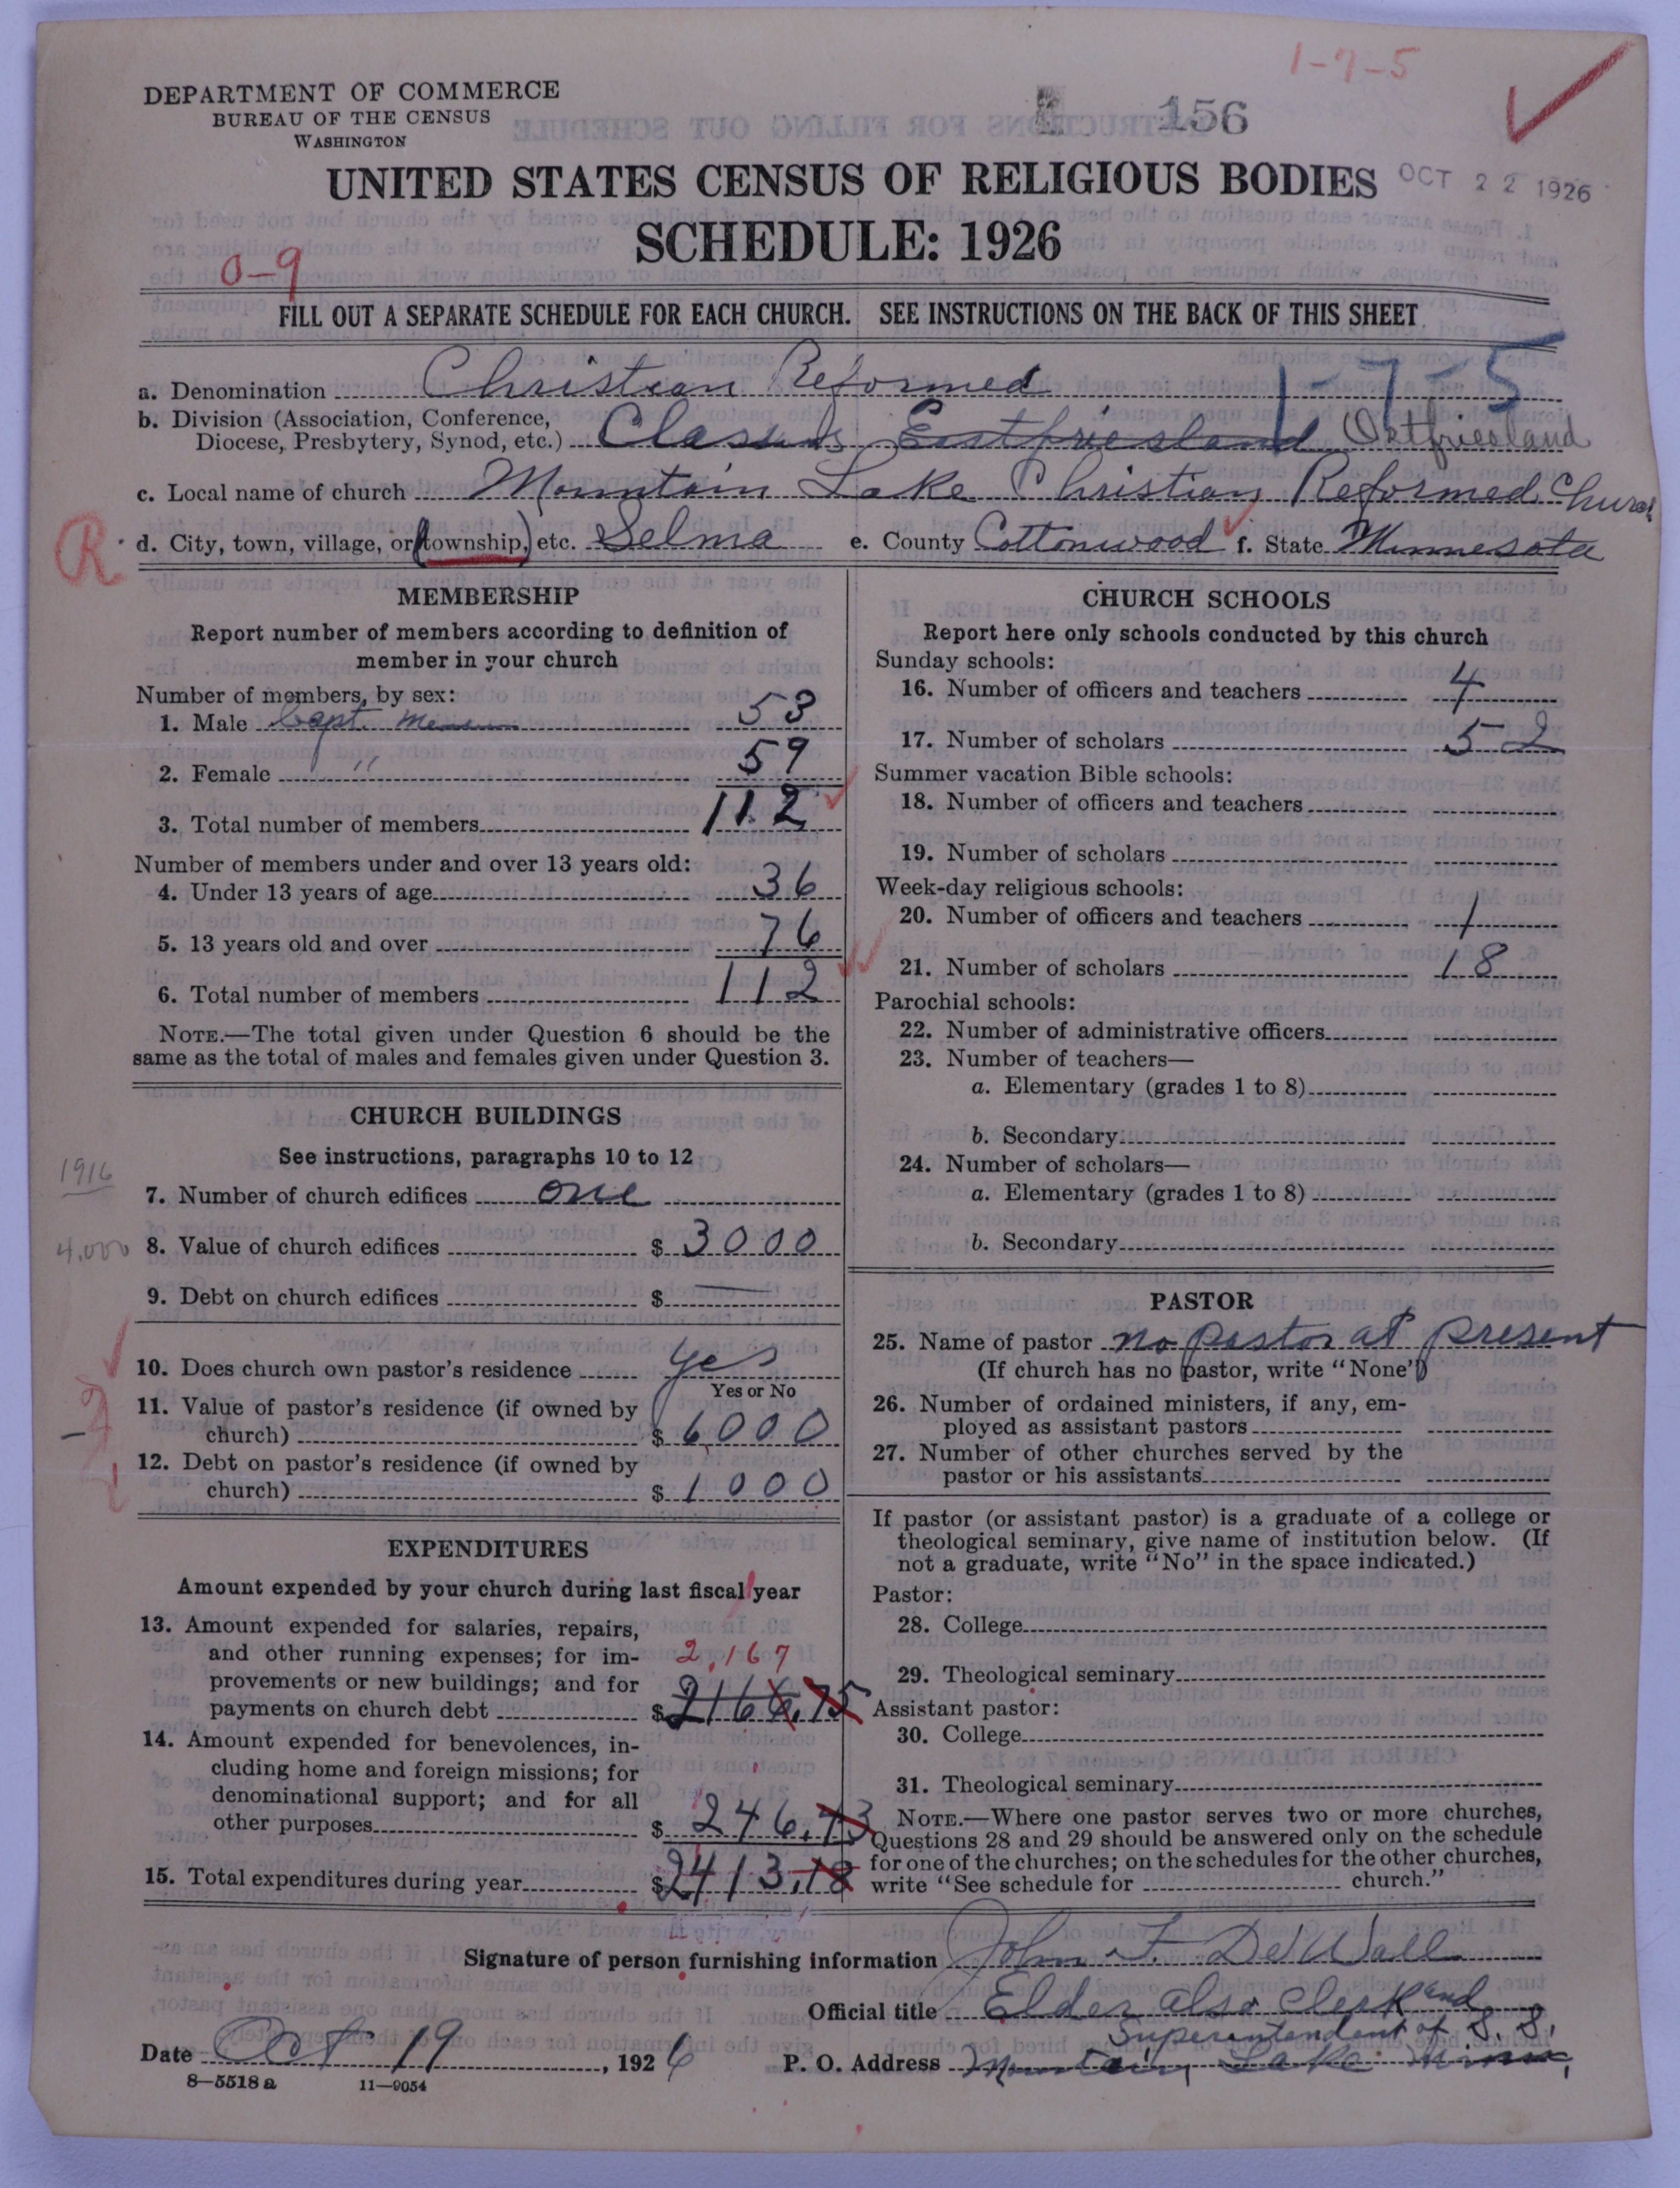 1-7-5
DEPARTMENT OF COMMERCE
BUREAU OF THE CENSUS
WASHINGTON
156
UNITED STATES CENSUS OF RELIGIOUS BODIES
OCT 22 1926
SCHEDULE: 1926
0-9
FILL OUT A SEPARATE SCHEDULE FOR EACH CHURCH. SEE INSTRUCTIONS ON THE BACK OF THIS SHEET
1-7-5
a. Denomination Christian Reformed
b. Division (Association, Conference,
Diocese, Presbytery, Synod, etc.) Classis Eastfriesland Ostfriesland
c. Local name of church Mountain Lake Christian Reformed Church
R d. City, town, village, or (township,) etc. Selma e. County Cottonwood f. State Minnesota
MEMBERSHIP
Report number of members according to definition of
member in your church
Number of members, by sex:
1. Male bapt. 53
2. Female " 59
3. Total number of members 112
Number of members under and over 13 years old:
4. Under 13 years of age 36
5. 13 years old and over 76
6. Total number of members 112
NOTE.—The total given under Question 6 should be the
same as the total of males and females given under Question 3.
CHURCH BUILDINGS
See instructions, paragraphs 10 to 12
1916
7. Number of church edifices one
4,000 8. Value of church edifices $ 3000
9. Debt on church edifices $ —
10. Does church own pastor's residence yes
Yes or No
11. Value of pastor's residence (if owned by
church) $ 6000
12. Debt on pastor's residence (if owned by
church) $ 1000
EXPENDITURES
Amount expended by your church during last fiscal year
13. Amount expended for salaries, repairs,
and other running expenses; for im- 2,167
provements or new buildings; and for
payments on church debt $ 2166.75
14. Amount expended for benevolences, in-
cluding home and foreign missions; for
denominational support; and for all
other purposes $ 246.43
15. Total expenditures during year $ 2413.18
CHURCH SCHOOLS
Report here only schools conducted by this church
Sunday schools:
16. Number of officers and teachers 4
17. Number of scholars 52
Summer vacation Bible schools:
18. Number of officers and teachers
19. Number of scholars
Week-day religious schools:
20. Number of officers and teachers 1
21. Number of scholars 18
Parochial schools:
22. Number of administrative officers
23. Number of teachers—
a. Elementary (grades 1 to 8)
b. Secondary
24. Number of scholars—
a. Elementary (grades 1 to 8)
b. Secondary
PASTOR
25. Name of pastor no pastor at present
(If church has no pastor, write "None")
26. Number of ordained ministers, if any, em-
ployed as assistant pastors
27. Number of other churches served by the
pastor or his assistants
If pastor (or assistant pastor) is a graduate of a college or
theological seminary, give name of institution below. (If
not a graduate, write "No" in the space indicated.)
Pastor:
28. College
29. Theological seminary
Assistant pastor:
30. College
31. Theological seminary
NOTE.—Where one pastor serves two or more churches,
Questions 28 and 29 should be answered only on the schedule
for one of the churches; on the schedules for the other churches,
write "See schedule for church."
Signature of person furnishing information John F. De Wall
Official title Elder also Clerk and
Superintendent of S. S.
Date Oct 19, 1926 P. O. Address Mountain Lake Minn,
8—5518a 11—9054